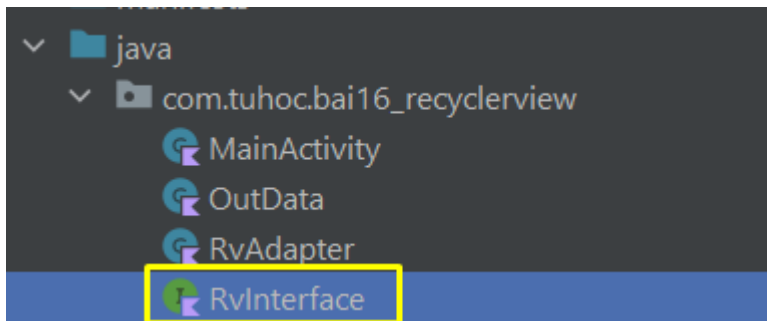 java
com.tuhoc.bai16_recyclerview
MainActivity
OutData
RvAdapter
RvInterface